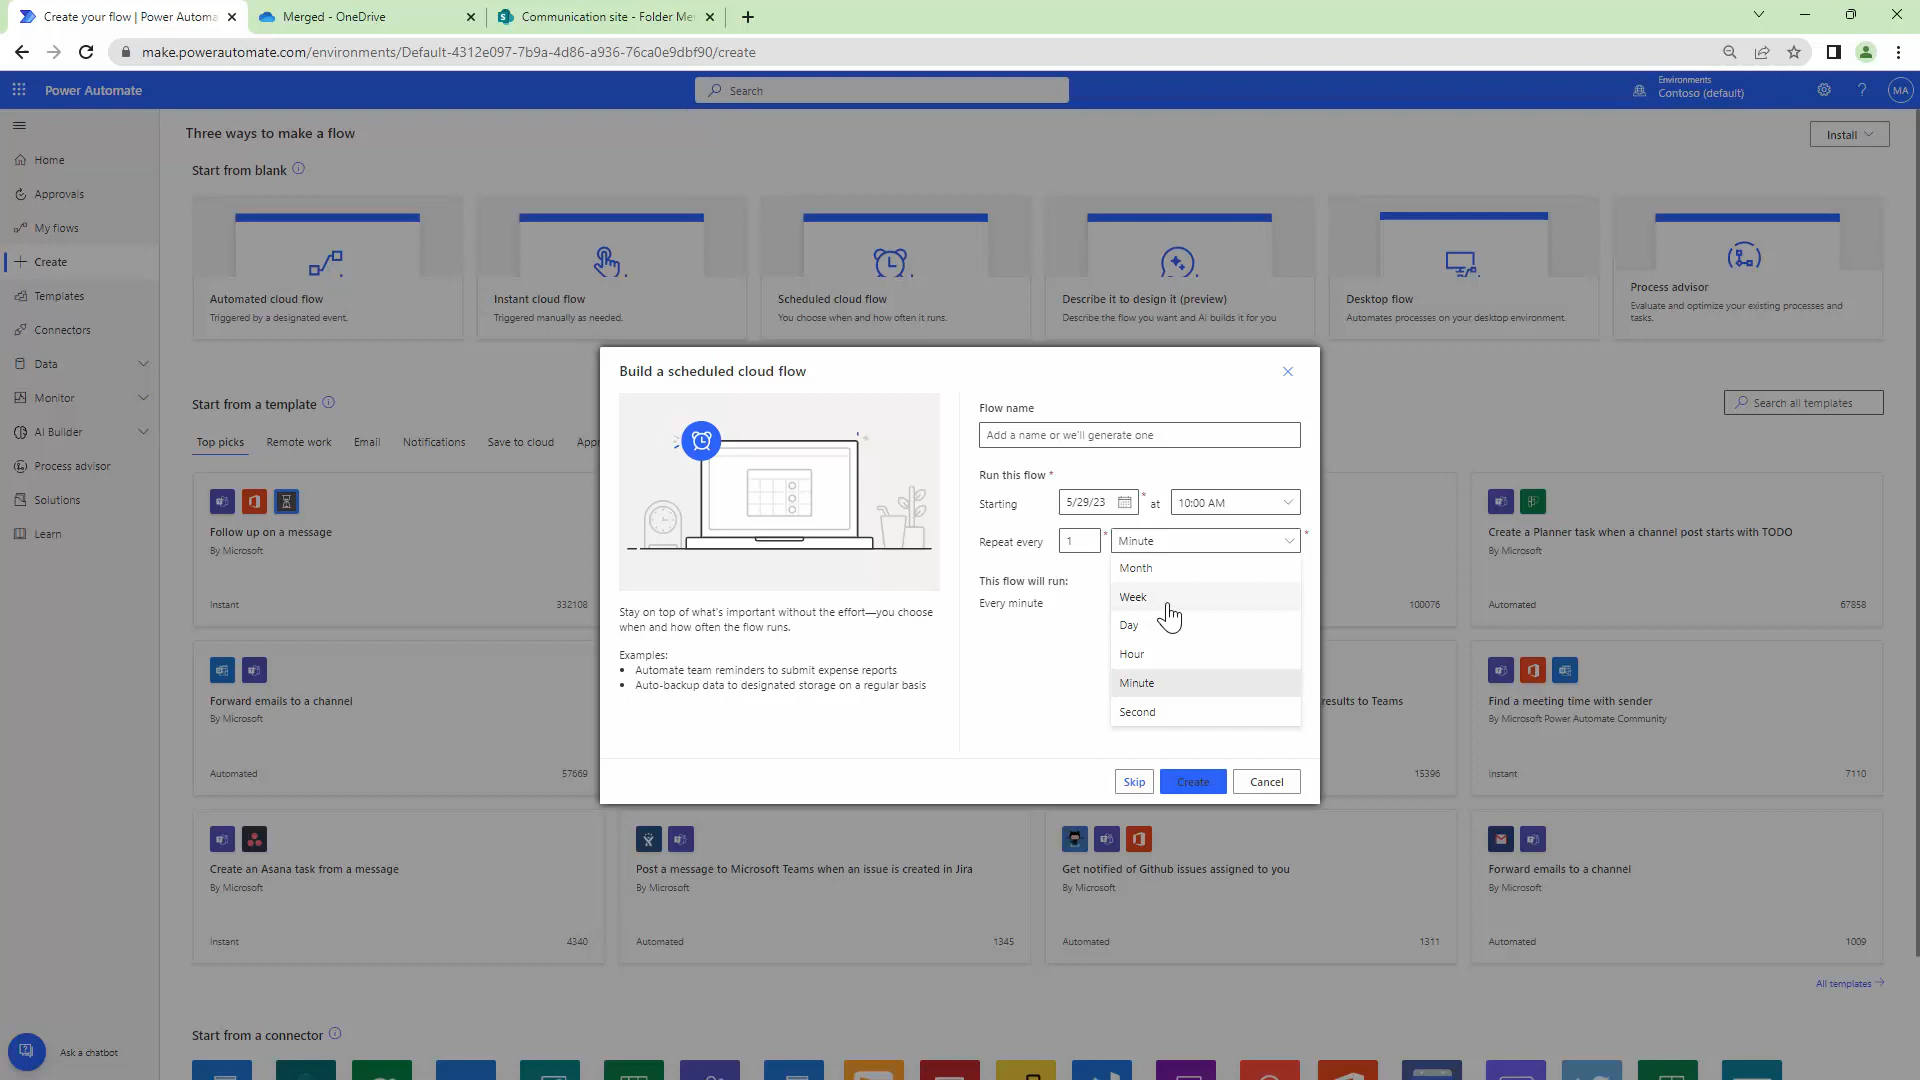 Create your flow | Power Automa
Merged - OneDrive
Communication site - Folder Me
make.powerautomate.com/environments/Default-4312e097-7b9a-4d86-a936-76ca0e9dbf90/create
Power Automate
Search
Environments
Contoso (default)
MA
Home
Approvals
My flows
Create
Templates
Connectors
Data
Monitor
AI Builder
Process advisor
Solutions
Learn
Ask a chatbot
Three ways to make a flow
Install
Start from blank
Automated cloud flow
Triggered by a designated event.
Instant cloud flow
Triggered manually as needed.
Scheduled cloud flow
You choose when and how often it runs.
Describe it to design it (preview)
Describe the flow you want and AI builds it for you
Desktop flow
Automates processes on your desktop environment.
Process advisor
Evaluate and optimize your existing processes and
tasks.
Start from a template
Search all templates
Top picks
Remote work
Email
Notifications
Save to cloud
Appr
Follow up on a message
By Microsoft
Instant
332108
100076
Create a Planner task when a channel post starts with TODO
By Microsoft
Automated
67858
Forward emails to a channel
By Microsoft
Automated
57669
results to Teams
15396
Find a meeting time with sender
By Microsoft Power Automate Community
Instant
7110
Create an Asana task from a message
By Microsoft
Instant
4340
Post a message to Microsoft Teams when an issue is created in Jira
By Microsoft
Automated
1345
Get notified of Github issues assigned to you
By Microsoft
Automated
1311
Forward emails to a channel
By Microsoft
Automated
1009
All templates
Start from a connector
Build a scheduled cloud flow
Stay on top of what's important without the effort—you choose
when and how often the flow runs.
Examples:
• Automate team reminders to submit expense reports
• Auto-backup data to designated storage on a regular basis
Flow name
Add a name or we'll generate one
Run this flow *
Starting
5/29/23
* at
10:00 AM
Repeat every
1
*
Minute
*
This flow will run:
Every minute
Month
Week
Day
Hour
Minute
Second
Skip
Create
Cancel